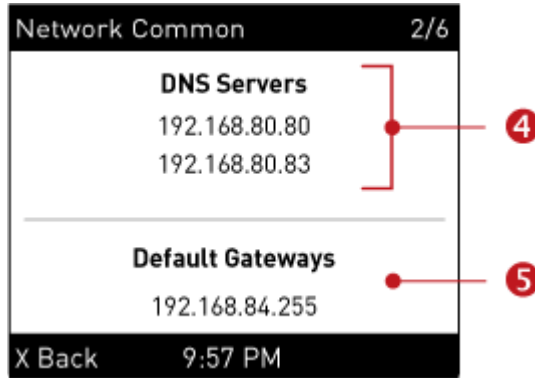 Network Common 2/6
DNS Servers
192.168.80.80
192.168.80.83
4
Default Gateways
5
192.168.84.255
X Back 9:57 PM